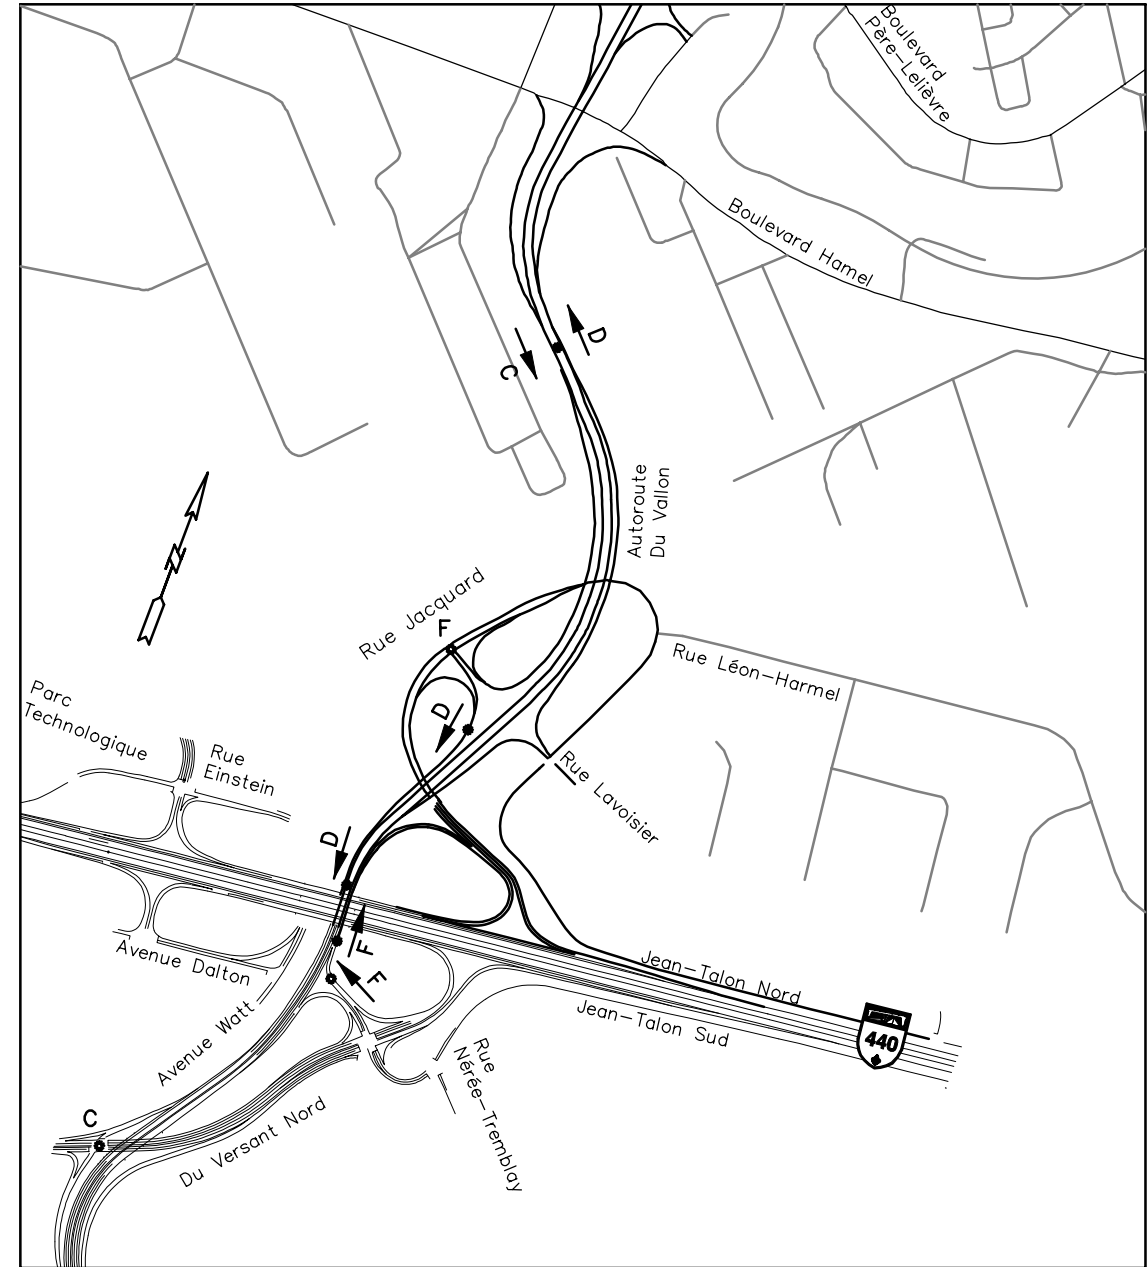 Boulevard
Père-Lelièvre
Boulevard Hamel
D
C
Autoroute
Du Vallon
N
Rue Jacquard
F
Rue Léon-Harmel
Parc
Technologique
D
Rue
Einstein
Rue Lavoisier
D
F
Avenue Dalton
F
Jean-Talon Nord
Jean-Talon Sud
440
Avenue Watt
Rue
Nérée-Tremblay
C
Du Versant Nord